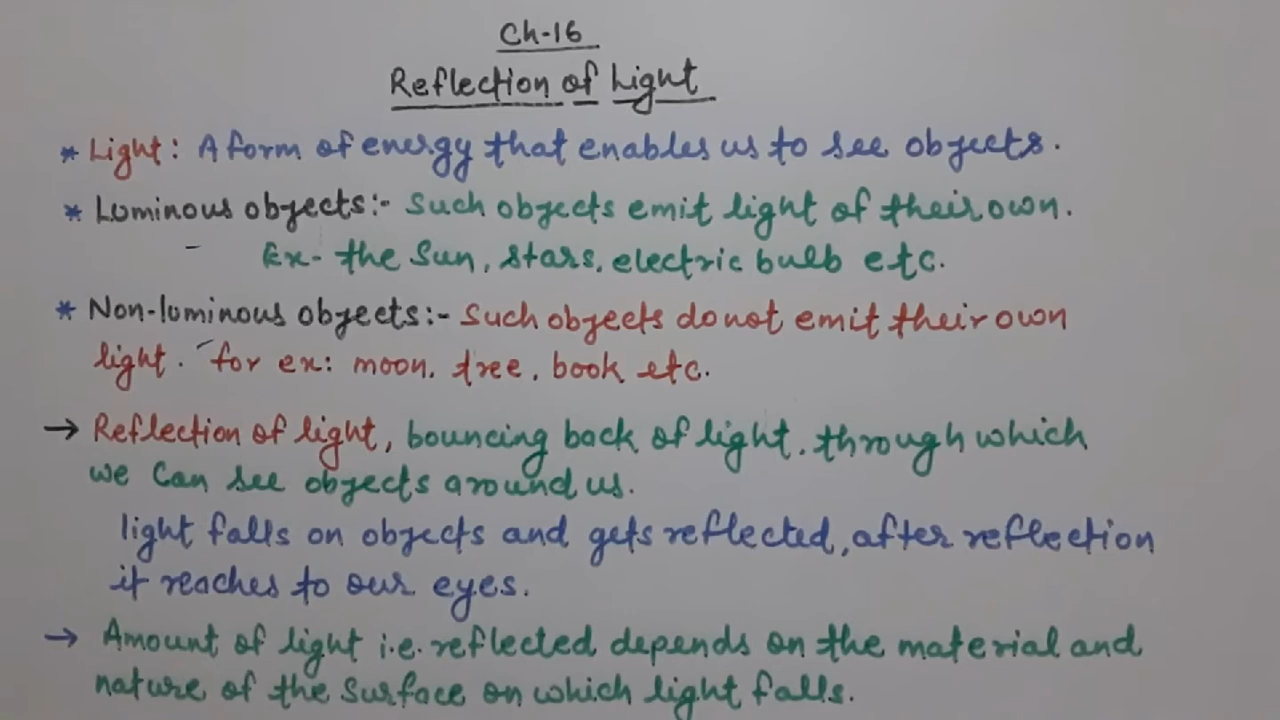 Ch-16
Reflection of Light
* Light: A form of energy that enables us to see objects.
* Luminous objects:- Such objects emit light of their own.
Ex- the Sun, stars, electric bulb etc.
* Non-luminous objects:- Such objects do not emit their own
light. for ex: moon, tree, book etc.
→ Reflection of light, bouncing back of light. through which
we Can see objects around us.
light falls on objects and gets reflected, after reflection
it reaches to our eyes.
→ Amount of light i.e. reflected depends on the material and
nature of the surface on which light falls.